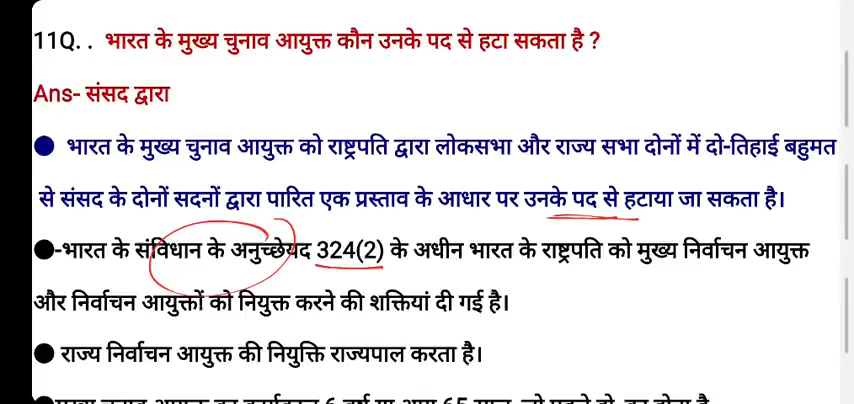 11Q. . भारत के मुख्य चुनाव आयुक्त कौन उनके पद से हटा सकता है ?
Ans- संसद द्वारा
● भारत के मुख्य चुनाव आयुक्त को राष्ट्रपति द्वारा लोकसभा और राज्य सभा दोनों में दो-तिहाई बहुमत
से संसद के दोनों सदनों द्वारा पारित एक प्रस्ताव के आधार पर उनके पद से हटाया जा सकता है।
●-भारत के संविधान के अनुच्छेयद 324(2) के अधीन भारत के राष्ट्रपति को मुख्य निर्वाचन आयुक्त
और निर्वाचन आयुक्तों को नियुक्त करने की शक्तियां दी गई है।
● राज्य निर्वाचन आयुक्त की नियुक्ति राज्यपाल करता है।